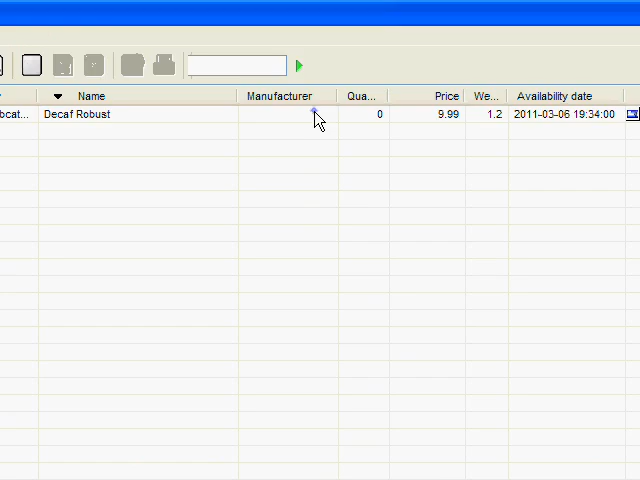 Name Manufacturer Qua... Price We... Availability date
bcat... Decaf Robust 0 9.99 1.2 2011-03-06 19:34:00